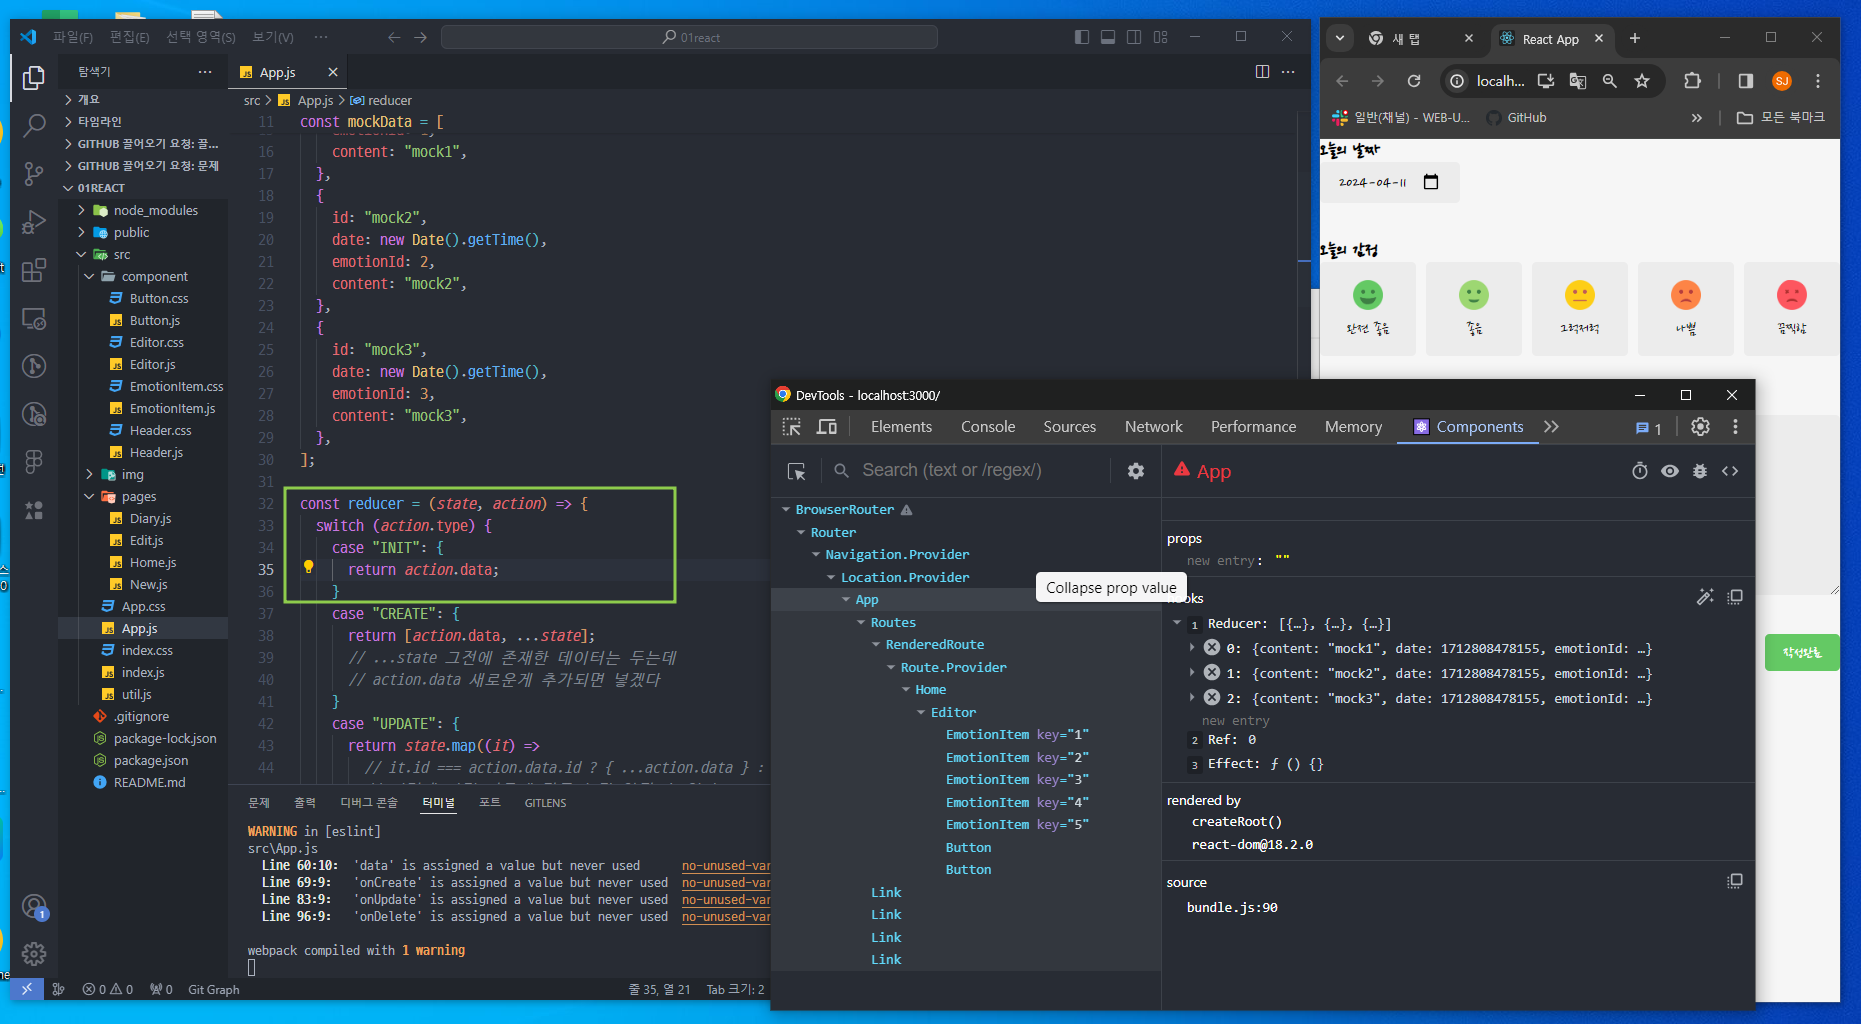 파일(F) 편집(E) 선택 영역(S) 보기(V) ···
01react
탐색기
App.js
src > App.js > reducer
개요
타임라인
GITHUB 끌어오기 요청: 끌...
GITHUB 끌어오기 요청: 문제
01REACT
node_modules
public
src
component
Button.css
Button.js
Editor.css
Editor.js
EmotionItem.css
EmotionItem.js
Header.css
Header.js
img
pages
Diary.js
Edit.js
Home.js
New.js
App.css
App.js
index.css
index.js
util.js
.gitignore
package-lock.json
package.json
README.md
11 const mockData = [
16 content: "mock1",
17 },
18 {
19 id: "mock2",
20 date: new Date().getTime(),
21 emotionId: 2,
22 content: "mock2",
23 },
24 {
25 id: "mock3",
26 date: new Date().getTime(),
27 emotionId: 3,
28 content: "mock3",
29 },
30 ];
31
32 const reducer = (state, action) => {
33 switch (action.type) {
34 case "INIT": {
35 return action.data;
36 }
37 case "CREATE": {
38 return [action.data, ...state];
39 // ...state 그전에 존재한 데이터는 두는데
40 // action.data 새로운게 추가되면 넣겠다
41 }
42 case "UPDATE": {
43 return state.map((it) =>
44 // it.id === action.data.id ? { ...action.data } :
문제 출력 디버그 콘솔 터미널 포트 GITLENS
WARNING in [eslint]
src\App.js
Line 60:10: 'data' is assigned a value but never used no-unused-var
Line 69:9: 'onCreate' is assigned a value but never used no-unused-var
Line 83:9: 'onUpdate' is assigned a value but never used no-unused-var
Line 96:9: 'onDelete' is assigned a value but never used no-unused-var
webpack compiled with 1 warning
1
0 0 0 Git Graph
줄 35, 열 21 Tab 크기: 2
새 탭
React App
localh...
SJ
일반(채널) - WEB-U...
GitHub
모든 북마크
오늘의 날짜
2024-04-11
오늘의 감정
완전 좋음
좋음
그럭저럭
나쁨
끔찍함
작성완료
DevTools - localhost:3000/
Elements Console Sources Network Performance Memory Components 1
Search (text or /regex/)
App
BrowserRouter
Router
Navigation.Provider
Location.Provider
App
Routes
RenderedRoute
Route.Provider
Home
Editor
EmotionItem key="1"
EmotionItem key="2"
EmotionItem key="3"
EmotionItem key="4"
EmotionItem key="5"
Button
Button
Link
Link
Link
Link
props
new entry: ""
Collapse prop value
1 Reducer: [{…}, {…}, {…}]
0: {content: "mock1", date: 1712808478155, emotionId: …}
1: {content: "mock2", date: 1712808478155, emotionId: …}
2: {content: "mock3", date: 1712808478155, emotionId: …}
new entry
2 Ref: 0
3 Effect: ƒ () {}
rendered by
createRoot()
react-dom@18.2.0
source
bundle.js:90